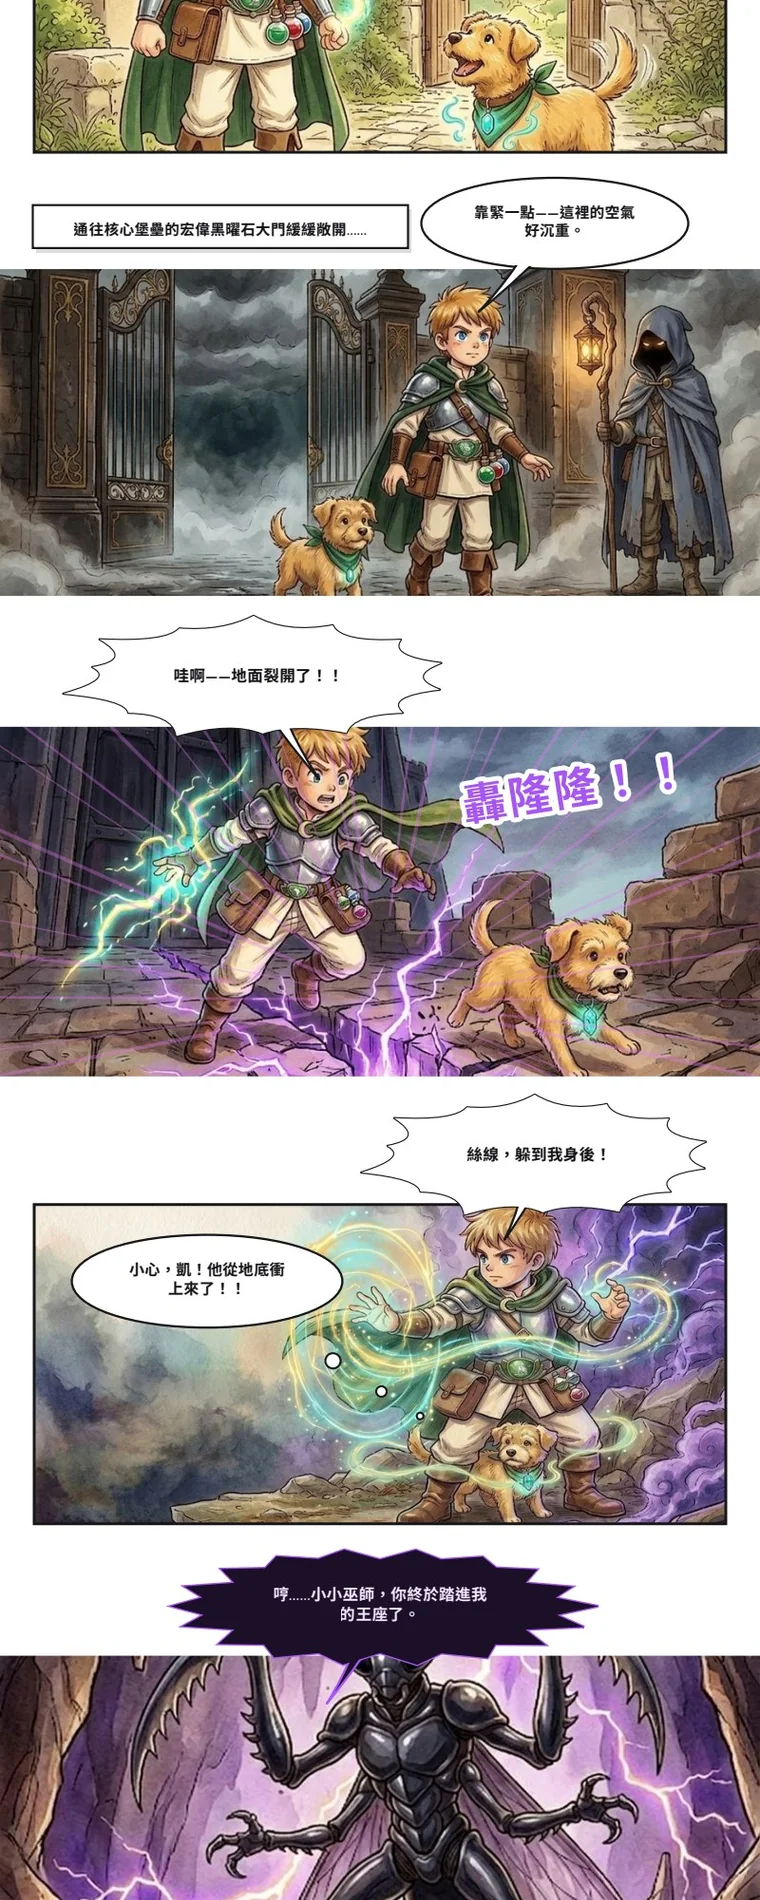 通往核心堡壘的宏偉黑曜石大門緩緩敞開......
靠緊一點——這裡的空氣
好沉重。
哇啊——地面裂開了！！
轟隆隆！！
絲線，躲到我身後！
小心，凱！他從地底衝
上來了！！
哼......小小巫師，你終於踏進我
的王座了。